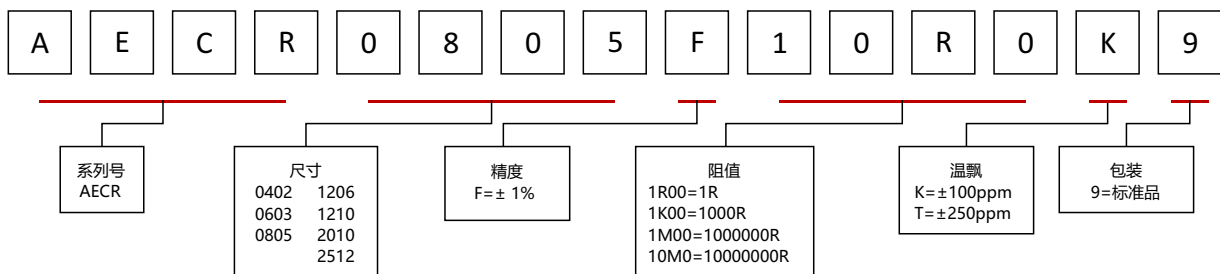 A E C R 0 8 0 5 F 1 0 R 0 K 9
系列号
AECR
尺寸
0402 1206
0603 1210
0805 2010
2512
精度
F=± 1%
阻值
1R00=1R
1K00=1000R
1M00=1000000R
10M0=10000000R
温飘
K=±100ppm
T=±250ppm
包装
9=标准品